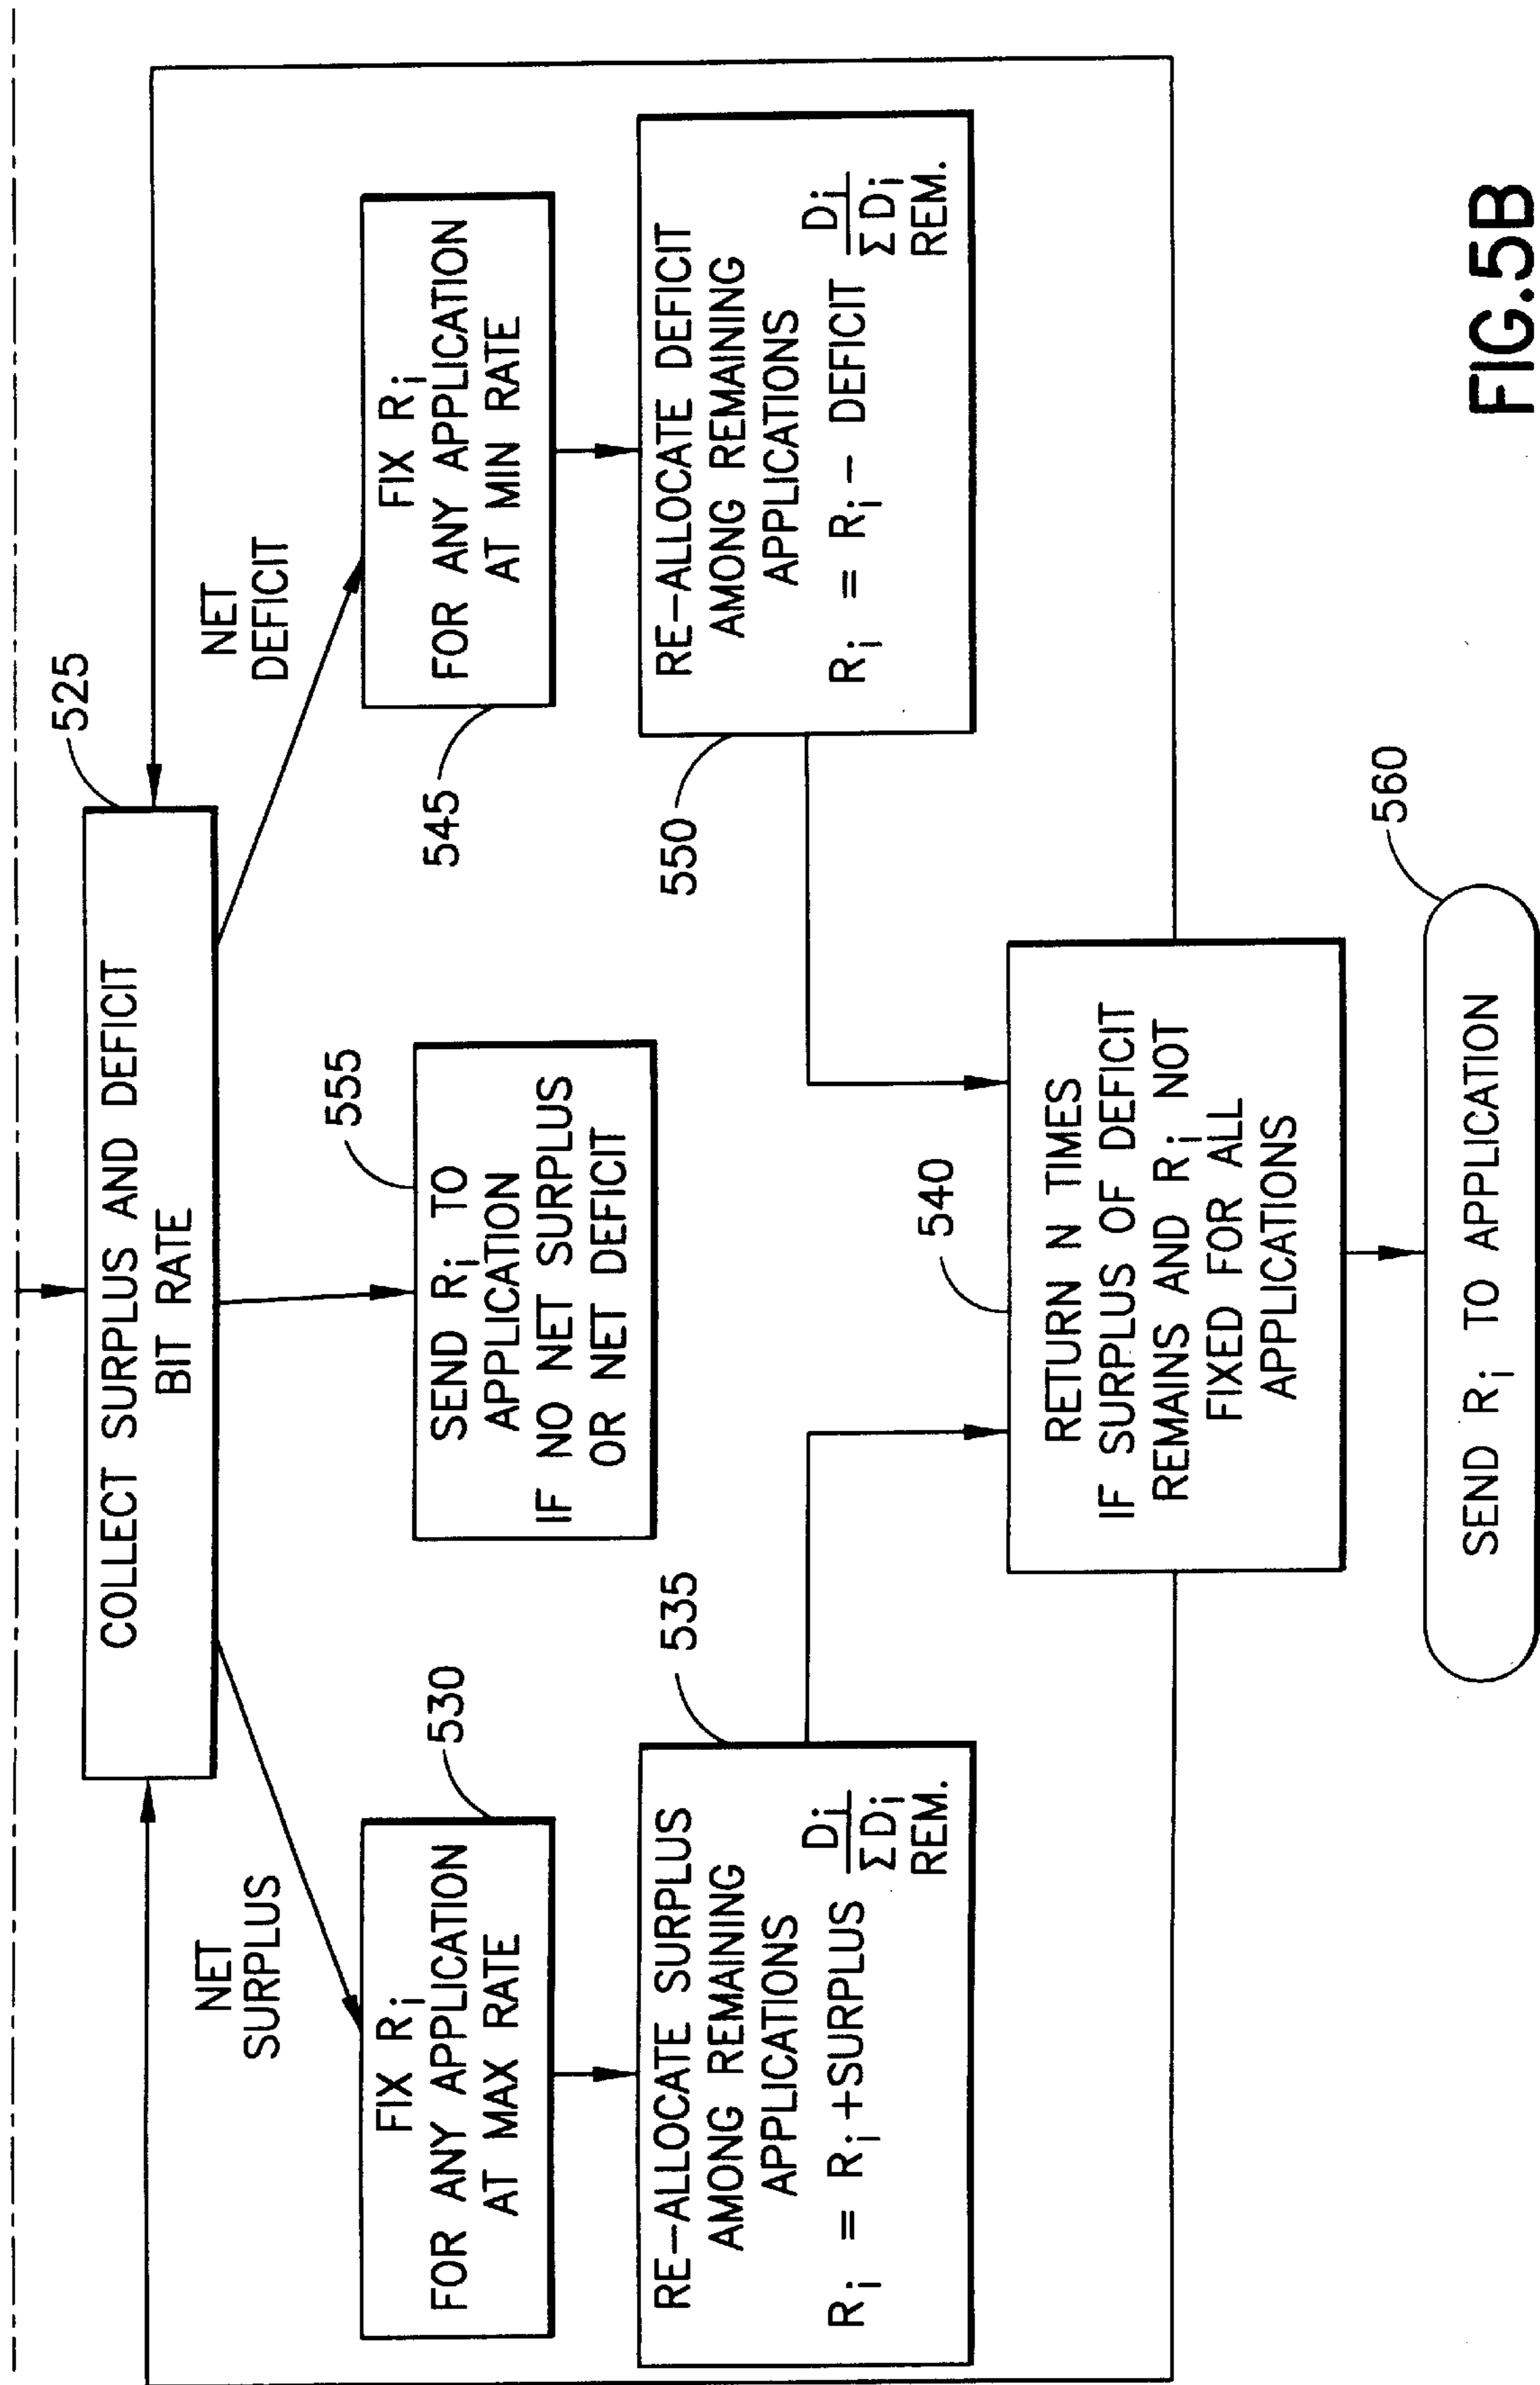 525
COLLECT SURPLUS AND DEFICIT
BIT RATE
NET
SURPLUS
NET
DEFICIT
530
FIX Ri
FOR ANY APPLICATION
AT MAX RATE
555
SEND Ri TO
APPLICATION
IF NO NET SURPLUS
OR NET DEFICIT
545
FIX Ri
FOR ANY APPLICATION
AT MIN RATE
535
RE-ALLOCATE SURPLUS
AMONG REMAINING
APPLICATIONS
Ri = Ri+SURPLUS Di/ΣDi
REM.
550
RE-ALLOCATE DEFICIT
AMONG REMAINING
APPLICATIONS
Ri = Ri- DEFICIT Di/ΣDi
REM.
540
RETURN N TIMES
IF SURPLUS OF DEFICIT
REMAINS AND Ri NOT
FIXED FOR ALL
APPLICATIONS
560
SEND Ri TO APPLICATION
FIG.5B